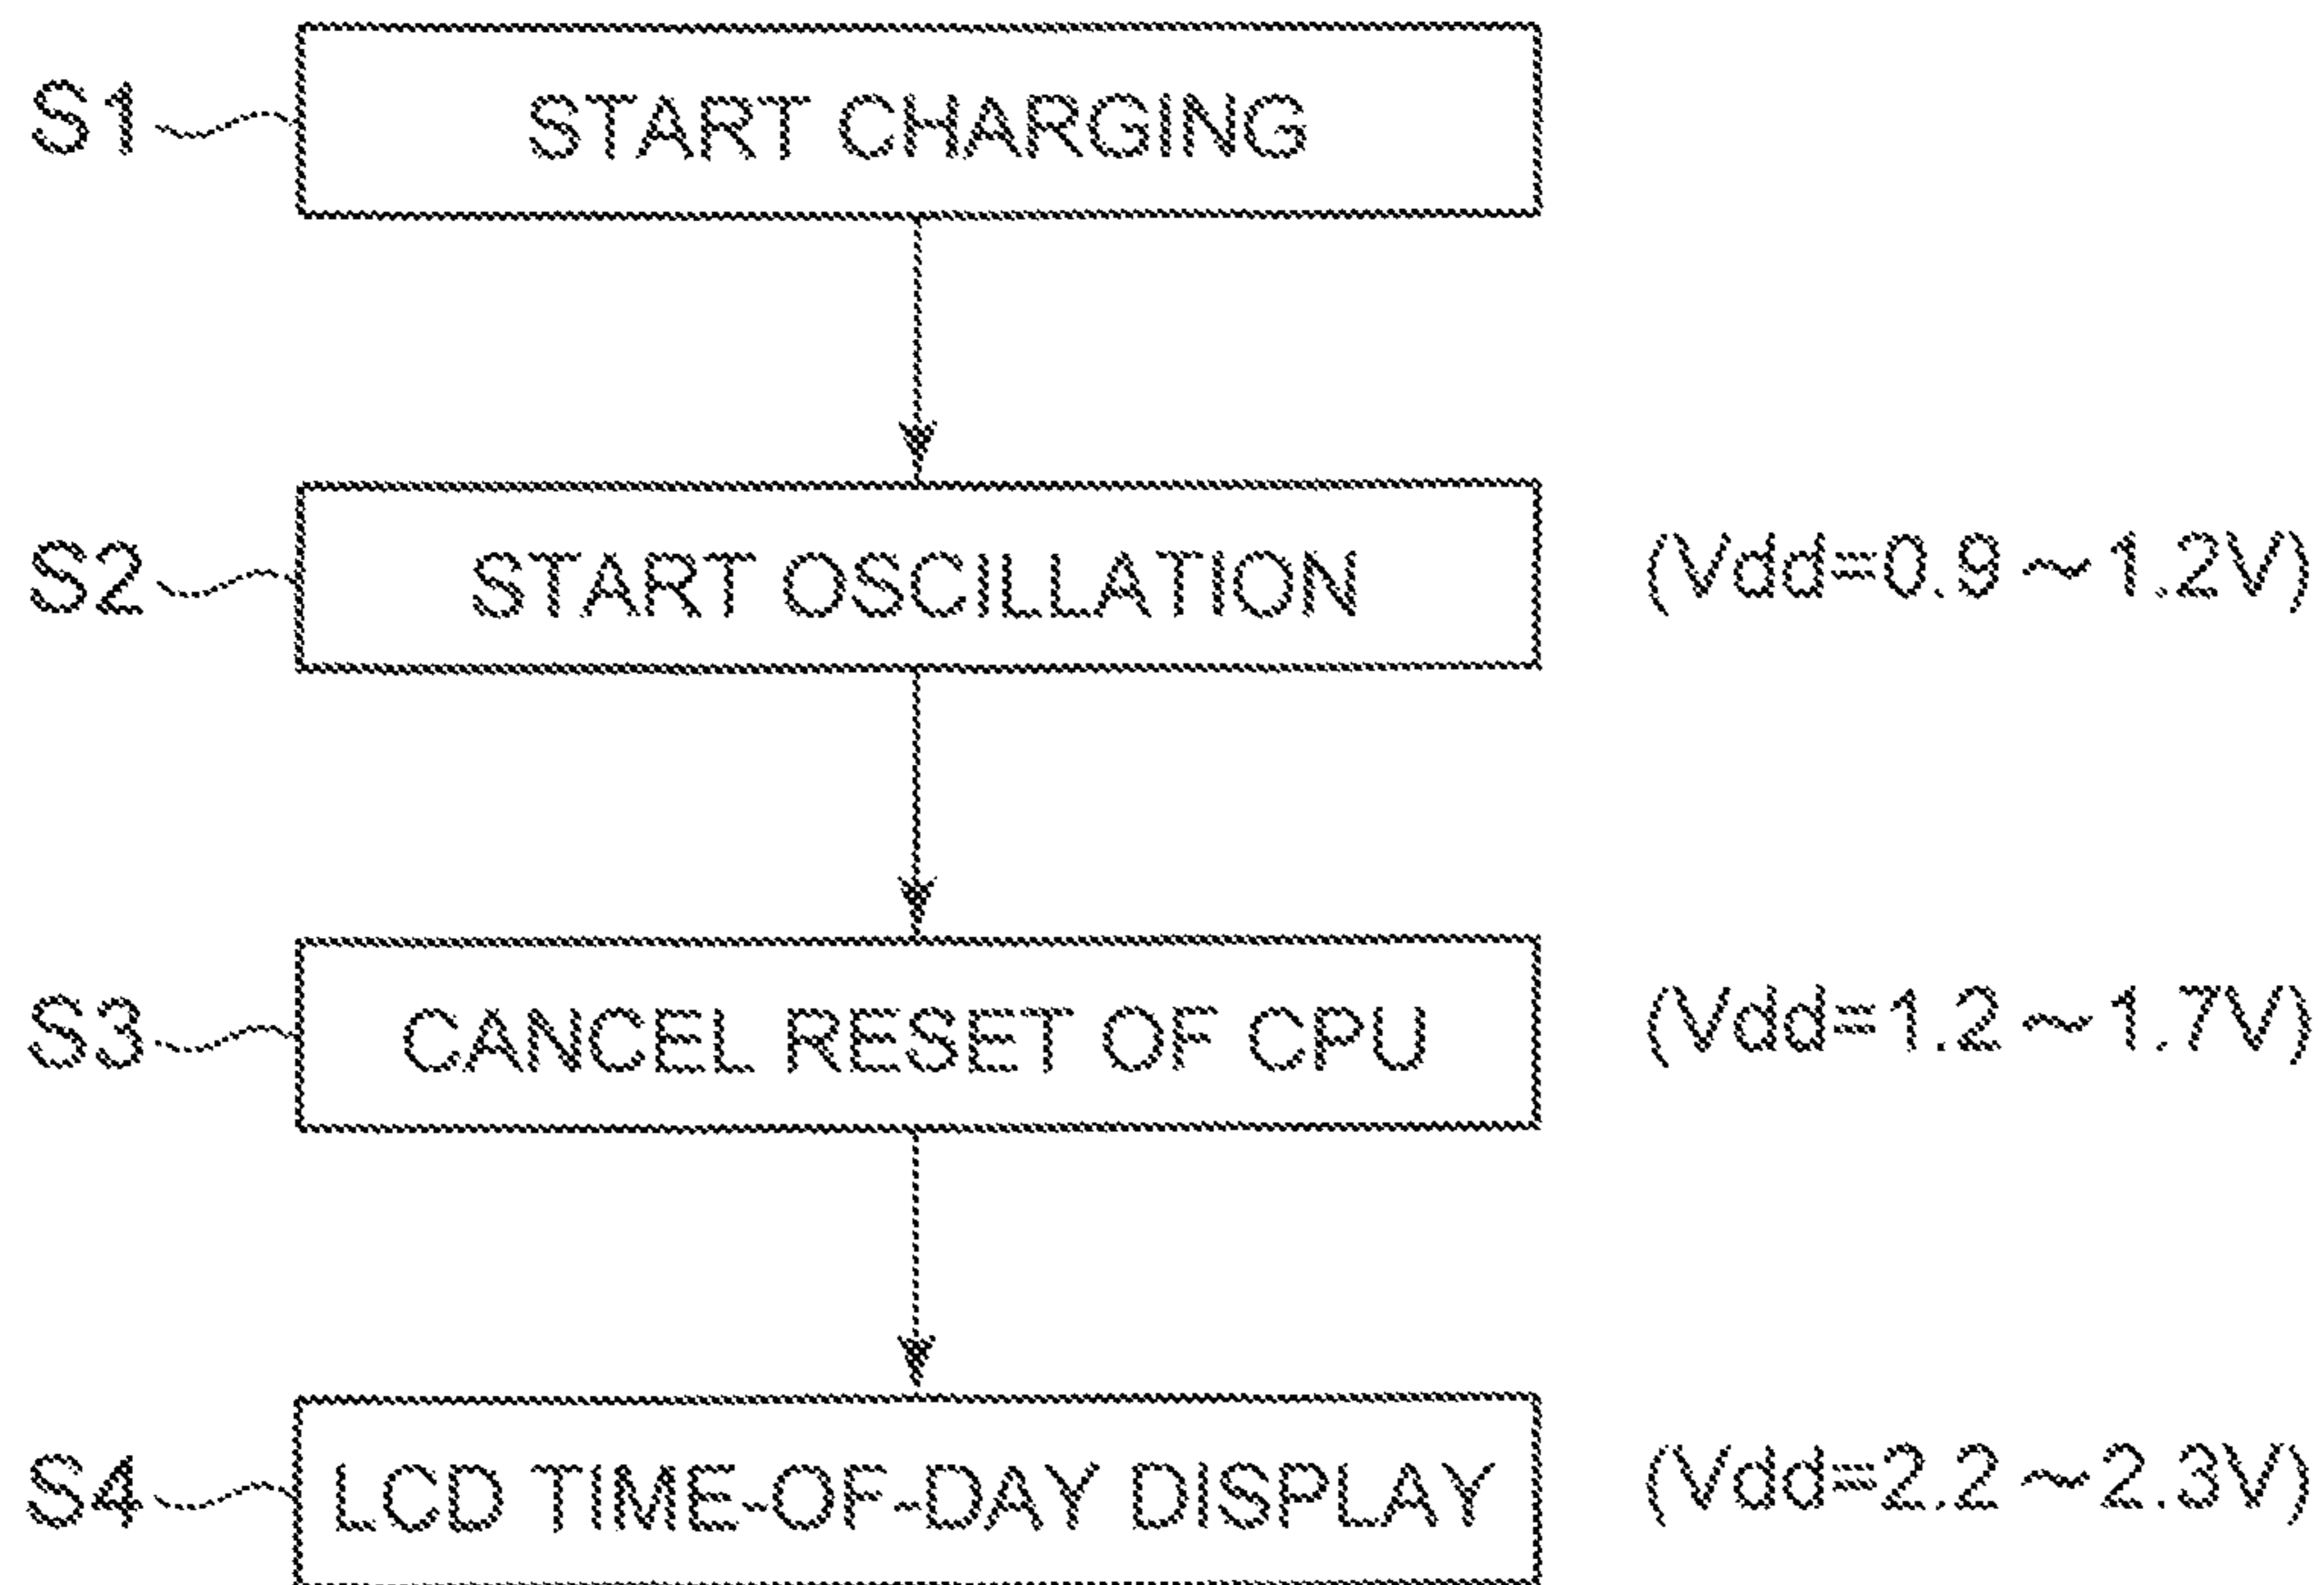 S1 START CHARGING
S2 START OSCILLATION (Vdd=0.9～1.2V)
S3 CANCEL RESET OF CPU (Vdd=1.2～1.7V)
S4 LCD TIME-OF-DAY DISPLAY (Vdd=2.2～2.3V)